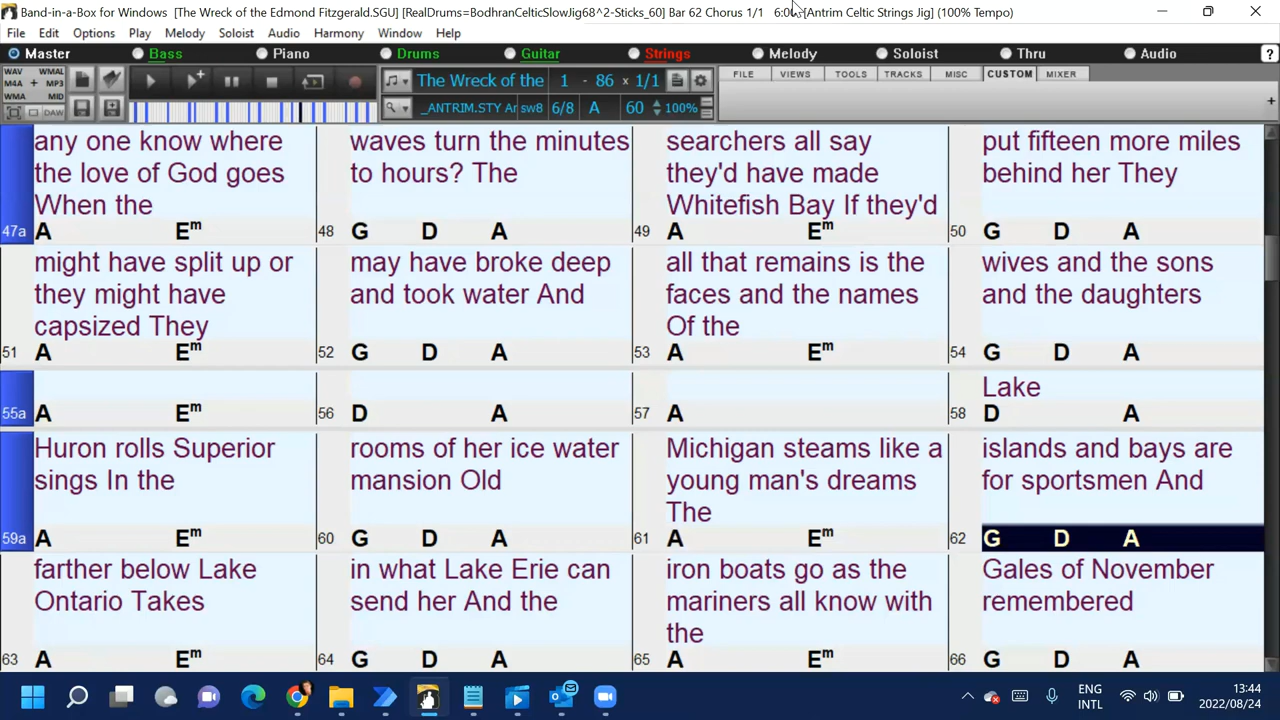 Band-in-a-Box for Windows [The Wreck of the Edmond Fitzgerald.SGU] [RealDrums=BodhranCelticSlowJig68^2-Sticks_60] Bar 62 Chorus 1/1 6:00 [Antrim Celtic Strings Jig] (100% Tempo)
File Edit Options Play Melody Soloist Audio Harmony Window Help
Master Bass Piano Drums Guitar Strings Melody Soloist Thru Audio ?
WAV WMAL
M4A + MP3
WMA MID
DAW
The Wreck of the 1 - 86 x 1/1
_ANTRIM.STY Ar sw8 6/8 A 60 100%
FILE VIEWS TOOLS TRACKS MISC CUSTOM MIXER
+
any one know where
the love of God goes
When the
47a A Em
waves turn the minutes
to hours? The
48 G D A
searchers all say
they'd have made
Whitefish Bay If they'd
49 A Em
put fifteen more miles
behind her They
50 G D A
might have split up or
they might have
capsized They
51 A Em
may have broke deep
and took water And
52 G D A
all that remains is the
faces and the names
Of the
53 A Em
wives and the sons
and the daughters
54 G D A
55a A Em
56 D A
57 A
Lake
58 D A
Huron rolls Superior
sings In the
59a A Em
rooms of her ice water
mansion Old
60 G D A
Michigan steams like a
young man's dreams
The
61 A Em
islands and bays are
for sportsmen And
62 G D A
farther below Lake
Ontario Takes
63 A Em
in what Lake Erie can
send her And the
64 G D A
iron boats go as the
mariners all know with
the
65 A Em
Gales of November
remembered
66 G D A
ENG
INTL
13:44
2022/08/24